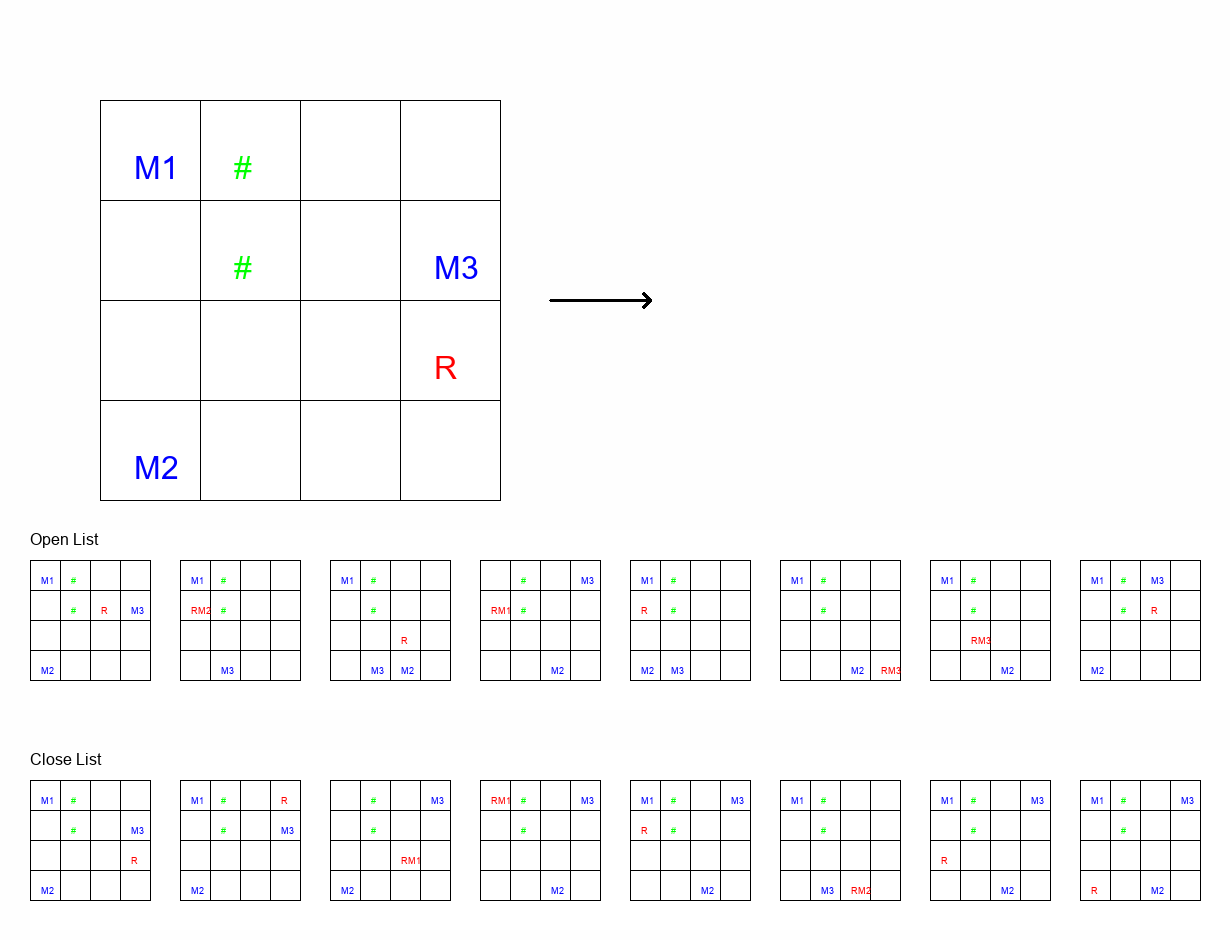 M1 #
# M3
R
M2
Open List
M1 # M1 # M1 # # M3 M1 # M1 # M1 # M1 # M3
# R M3 RM2 # # RM1 # R # # # # R
R RM3
M2 M3 M3 M2 M2 M2 M3 M2 RM3 M2 M2
Close List
M1 # M1 # R # M3 RM1 # M3 M1 # M3 M1 # M1 # M3 M1 # M3
# M3 # M3 # # R # # # #
R RM1 R
M2 M2 M2 M2 M2 M3 RM2 M2 R M2